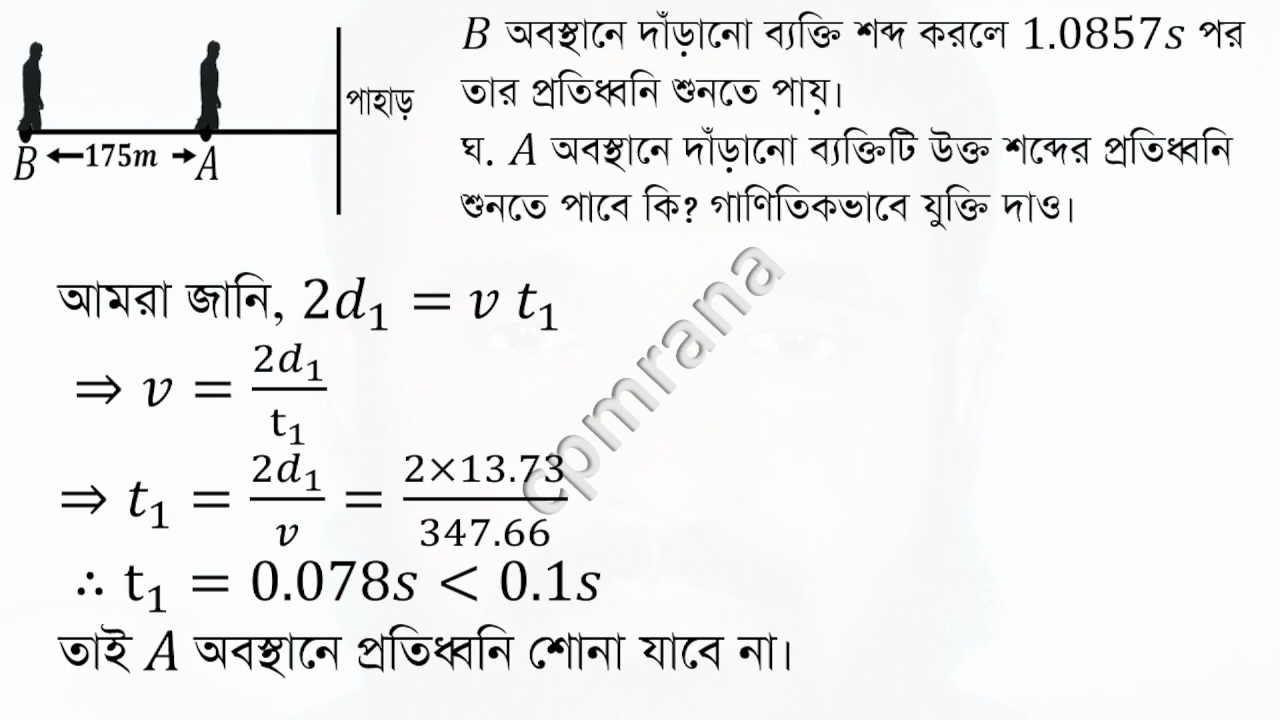 B অবস্থানে দাঁড়ানো ব্যক্তি শব্দ করলে 1.0857s পর
তার প্রতিধ্বনি শুনতে পায়।
ঘ. A অবস্থানে দাঁড়ানো ব্যক্তিটি উক্ত শব্দের প্রতিধ্বনি
শুনতে পাবে কি? গাণিতিকভাবে যুক্তি দাও।
পাহাড়
B ←175m → A
আমরা জানি, 2d₁ = v t₁
⇒ v = 2d₁/t₁
⇒ t₁ = 2d₁/v = 2×13.73/347.66
∴ t₁ = 0.078s < 0.1s
তাই A অবস্থানে প্রতিধ্বনি শোনা যাবে না।
cpmrana